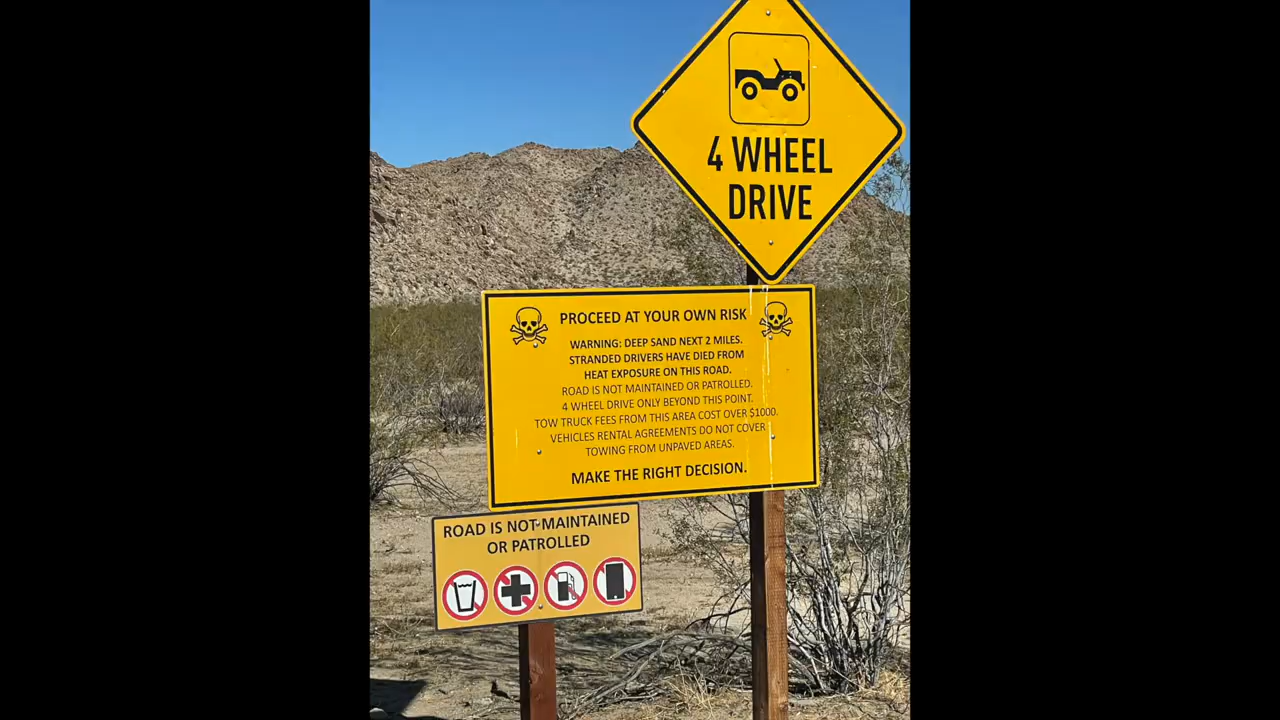 4 WHEEL
DRIVE
PROCEED AT YOUR OWN RISK
WARNING: DEEP SAND NEXT 2 MILES.
STRANDED DRIVERS HAVE DIED FROM
HEAT EXPOSURE ON THIS ROAD.
ROAD IS NOT MAINTAINED OR PATROLLED.
4 WHEEL DRIVE ONLY BEYOND THIS POINT.
TOW TRUCK FEES FROM THIS AREA COST OVER $1000.
VEHICLES RENTAL AGREEMENTS DO NOT COVER
TOWING FROM UNPAVED AREAS.
MAKE THE RIGHT DECISION.
ROAD IS NOT MAINTAINED
OR PATROLLED